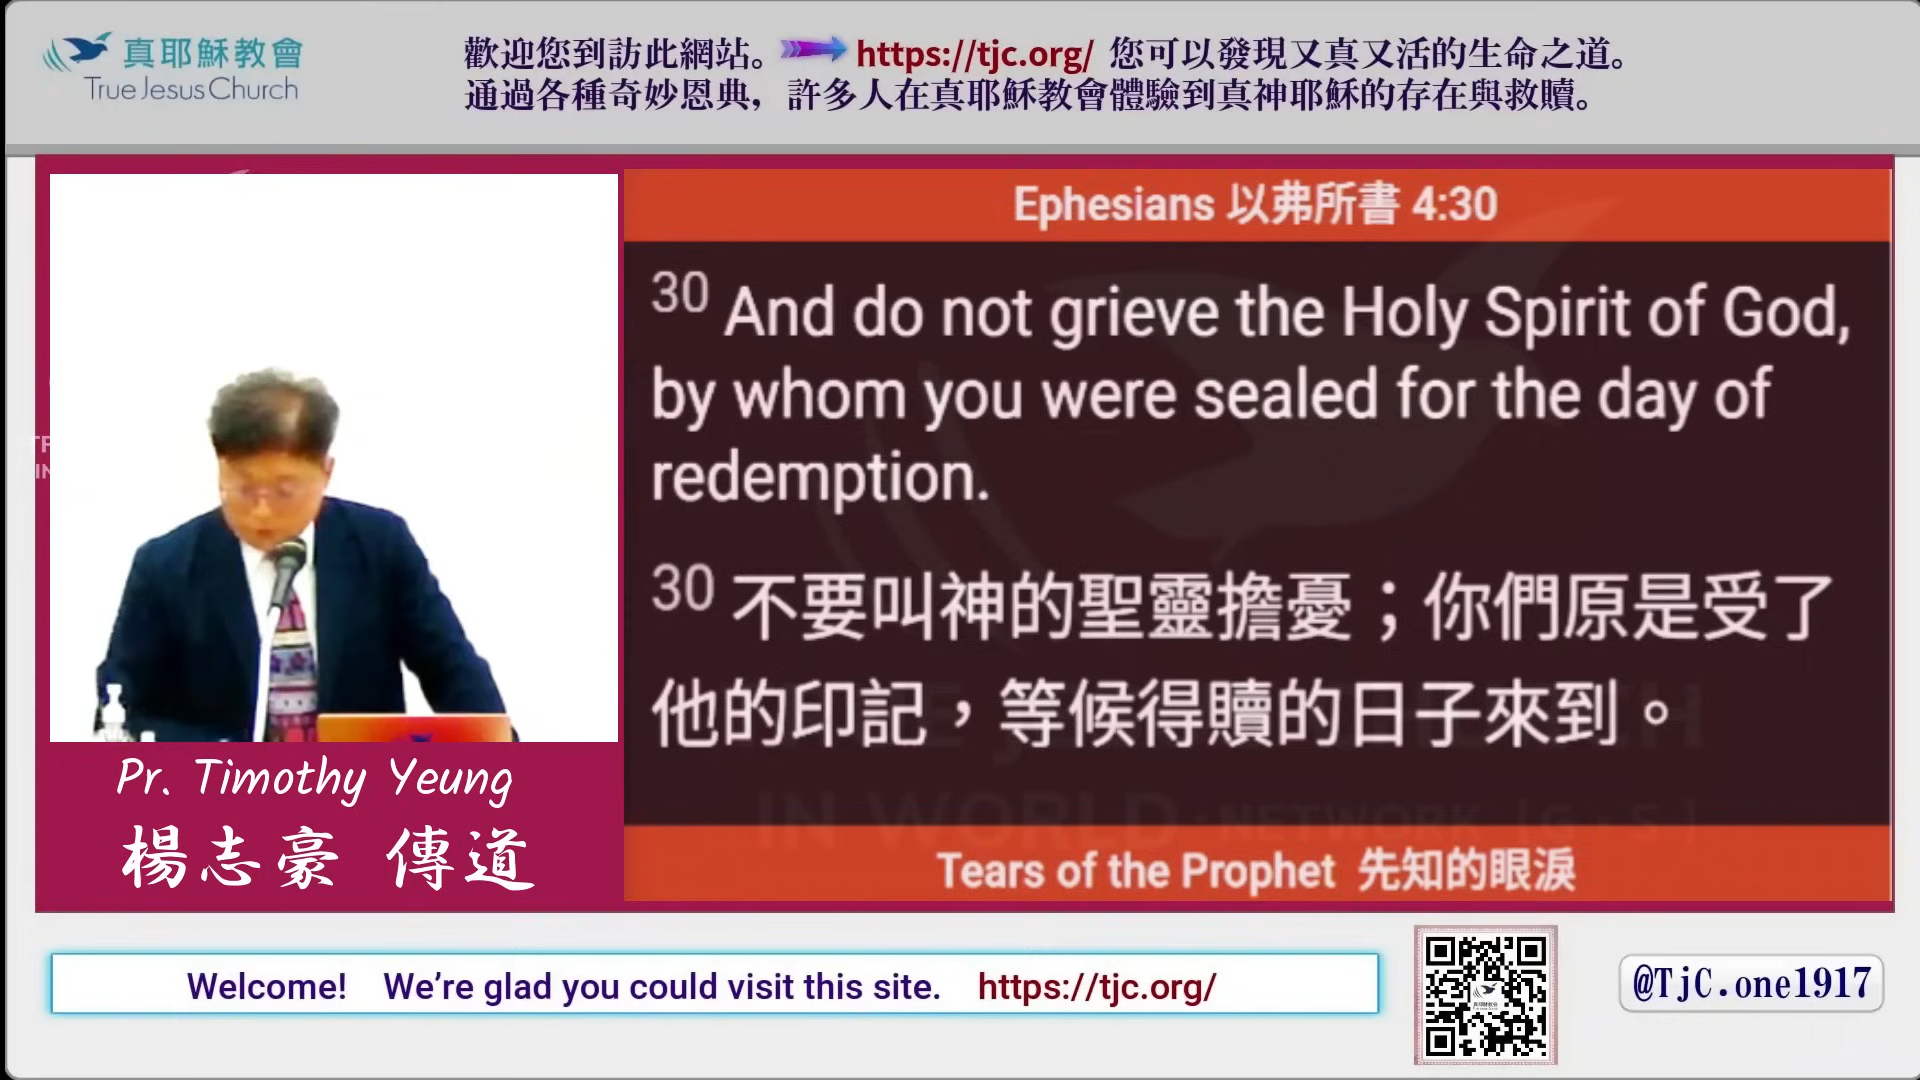 真耶穌教會
True Jesus Church
歡迎您到訪此網站。 https://tjc.org/ 您可以發現又真又活的生命之道。
通過各種奇妙恩典，許多人在真耶穌教會體驗到真神耶穌的存在與救贖。
Ephesians 以弗所書 4:30
30 And do not grieve the Holy Spirit of God,
by whom you were sealed for the day of
redemption.
30 不要叫神的聖靈擔憂；你們原是受了
他的印記，等候得贖的日子來到。
IN WORLD
Tears of the Prophet 先知的眼淚
Pr. Timothy Yeung
楊志豪 傳道
Welcome! We’re glad you could visit this site. https://tjc.org/
@TjC.one1917